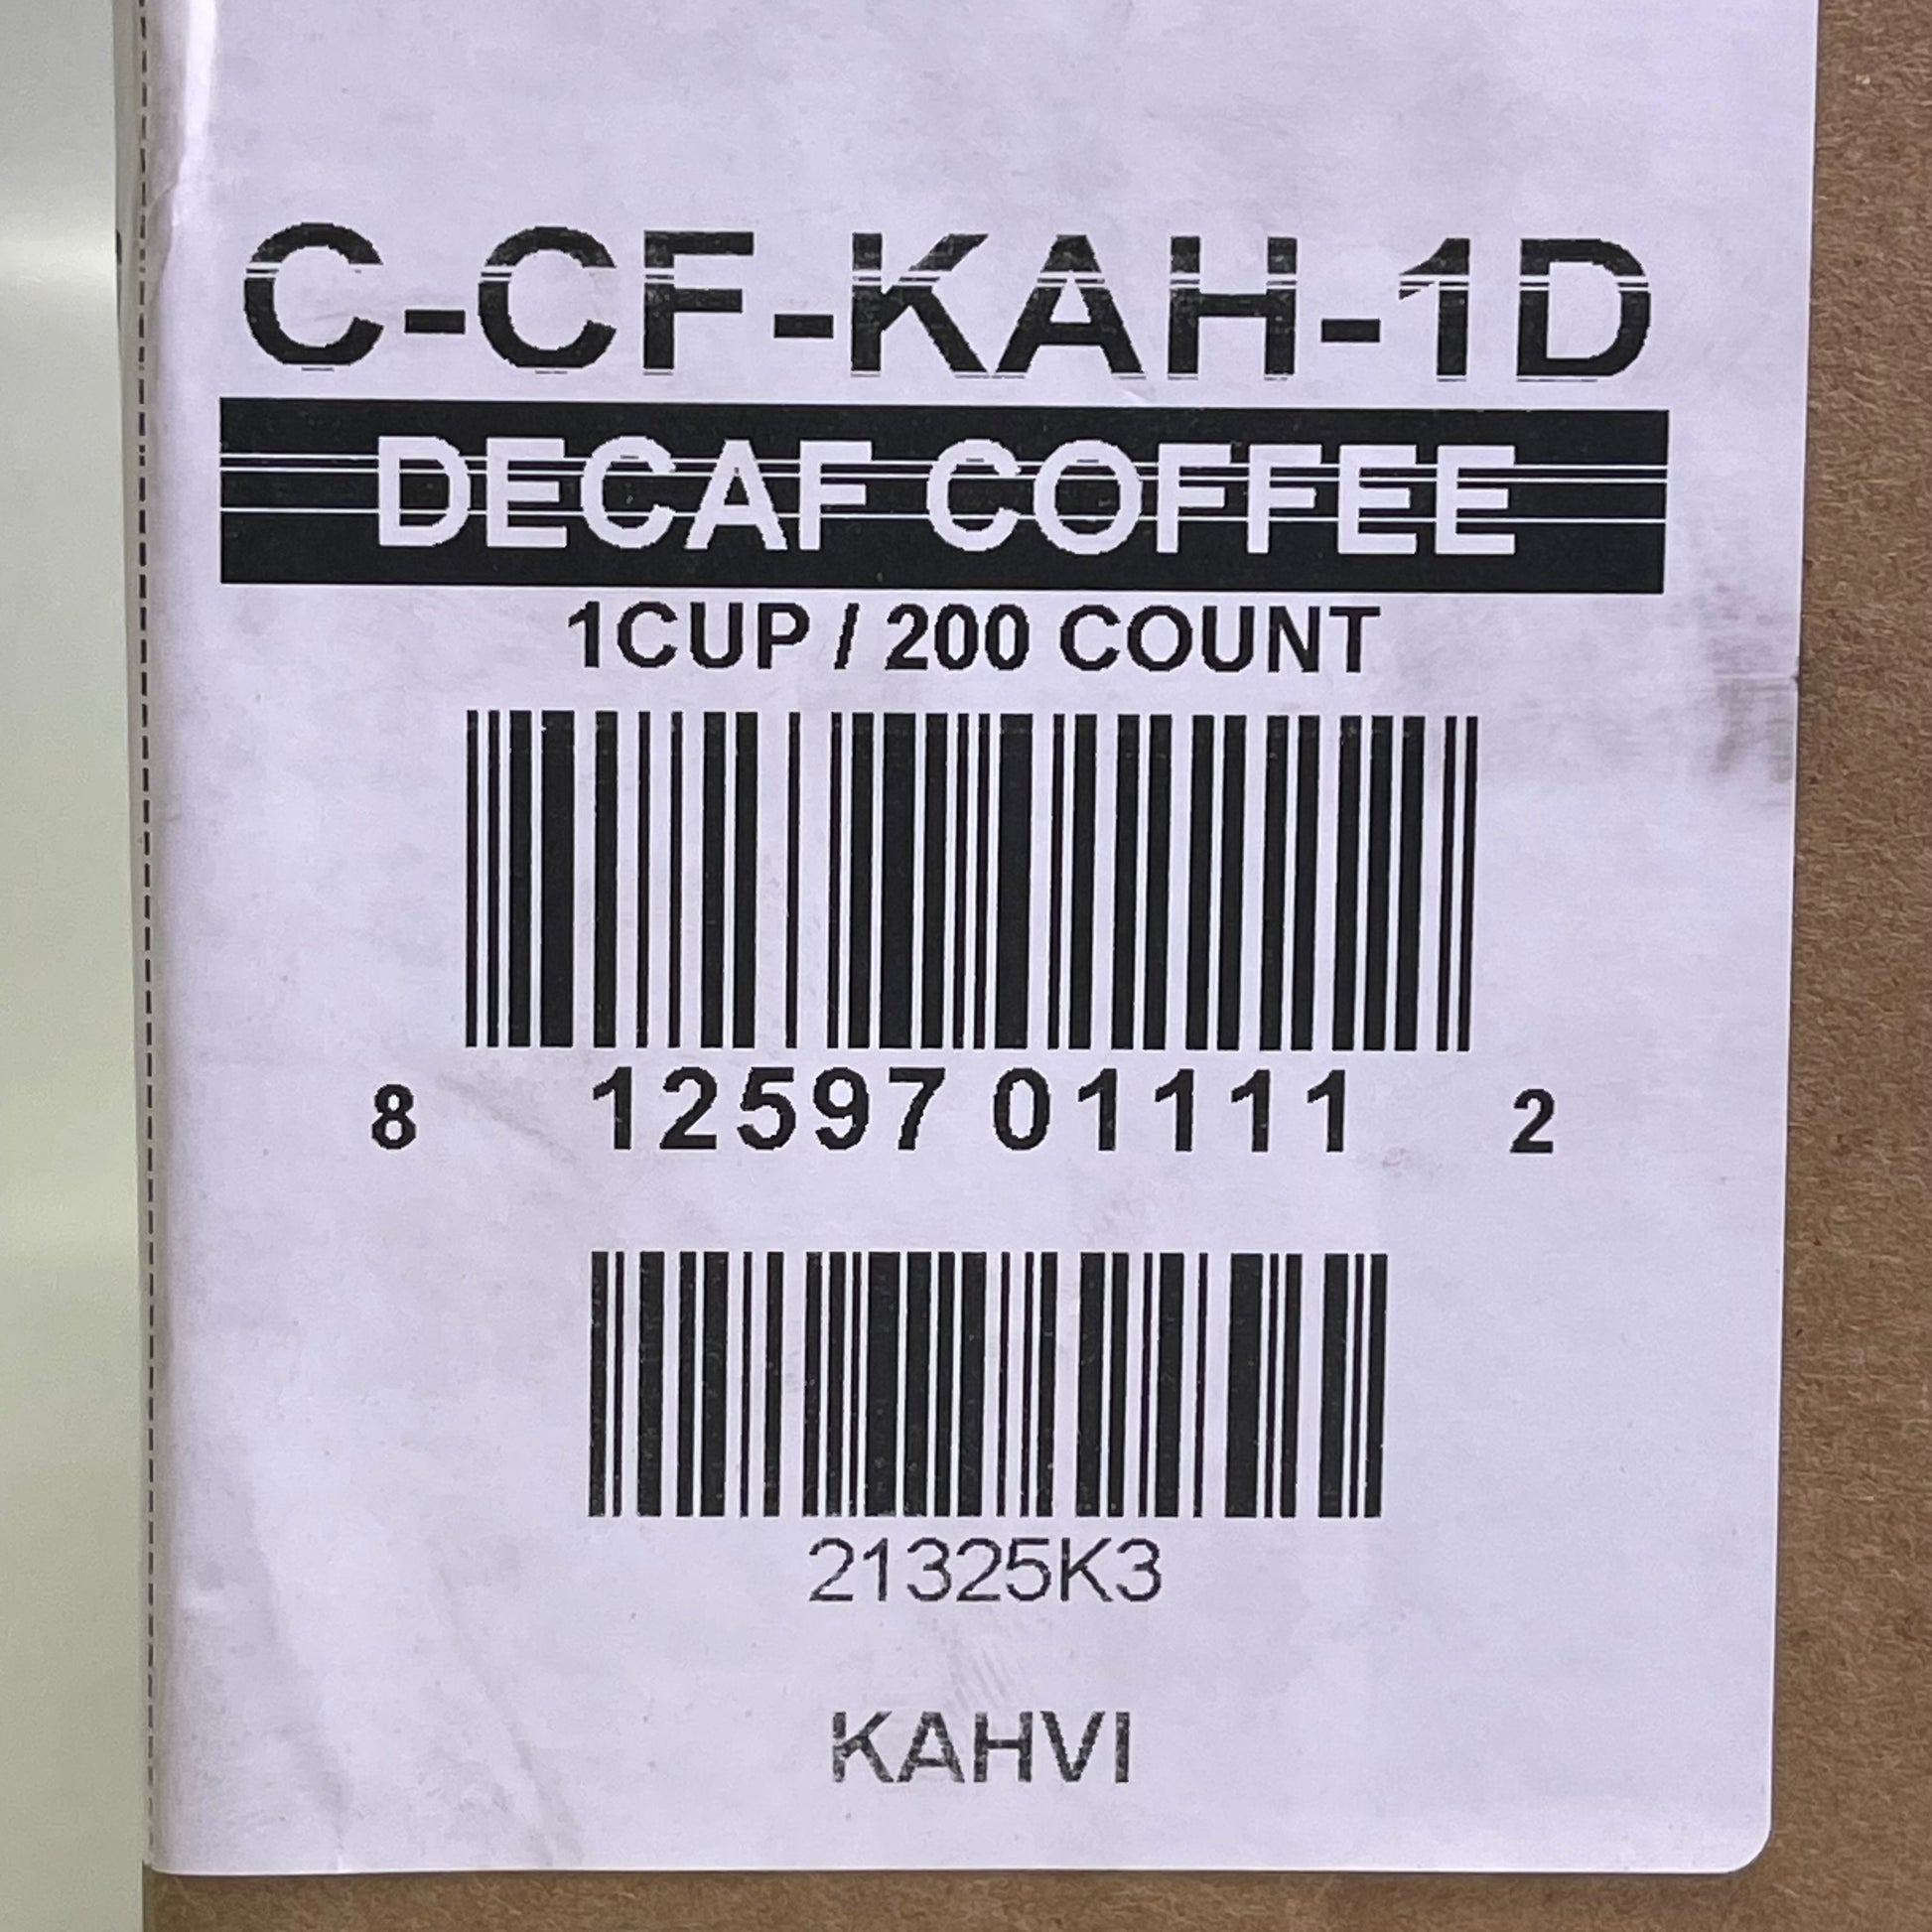 C-CF-KAH-1D
DECAF COFFEE
1CUP / 200 COUNT
8 12597 01111 2
21325K3
KAHVI